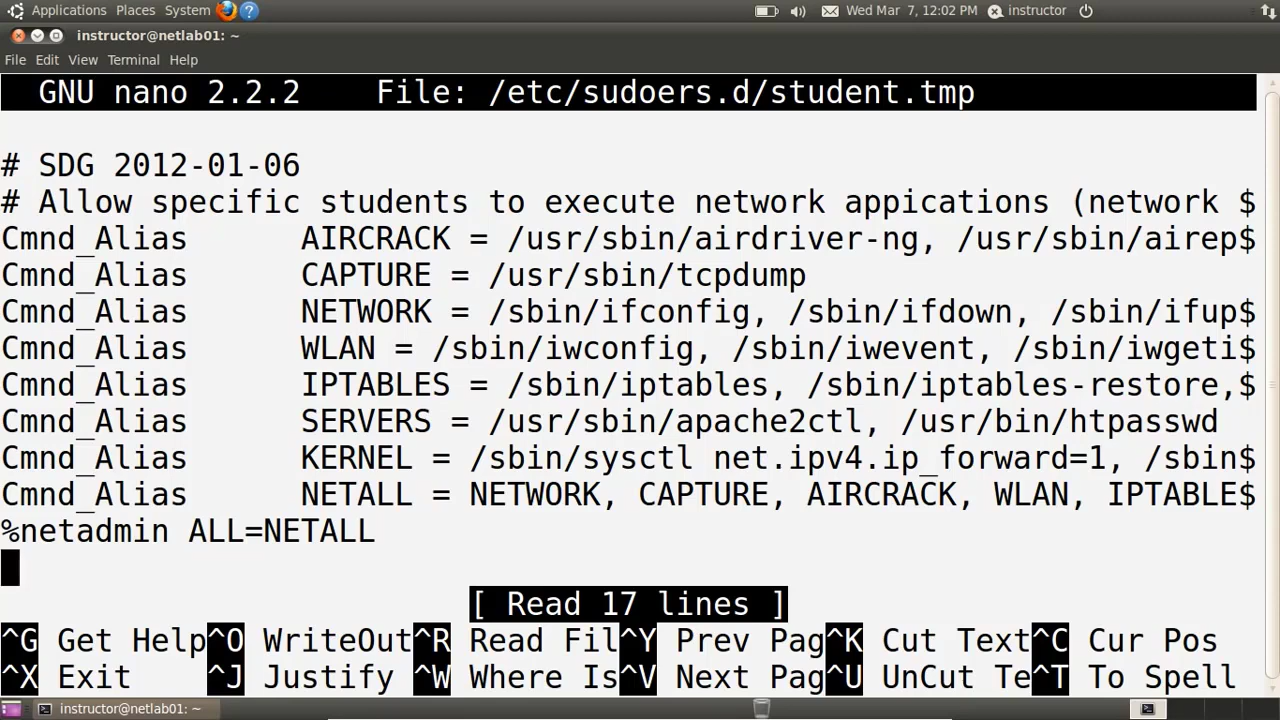 Applications Places System Wed Mar 7, 12:02 PM instructor
instructor@netlab01: ~
File Edit View Terminal Help
GNU nano 2.2.2 File: /etc/sudoers.d/student.tmp
# SDG 2012-01-06
# Allow specific students to execute network appications (network $
Cmnd_Alias AIRCRACK = /usr/sbin/airdriver-ng, /usr/sbin/airep$
Cmnd_Alias CAPTURE = /usr/sbin/tcpdump
Cmnd_Alias NETWORK = /sbin/ifconfig, /sbin/ifdown, /sbin/ifup$
Cmnd_Alias WLAN = /sbin/iwconfig, /sbin/iwevent, /sbin/iwgeti$
Cmnd_Alias IPTABLES = /sbin/iptables, /sbin/iptables-restore,$
Cmnd_Alias SERVERS = /usr/sbin/apache2ctl, /usr/bin/htpasswd
Cmnd_Alias KERNEL = /sbin/sysctl net.ipv4.ip_forward=1, /sbin$
Cmnd_Alias NETALL = NETWORK, CAPTURE, AIRCRACK, WLAN, IPTABLE$
%netadmin ALL=NETALL
[ Read 17 lines ]
^G Get Help ^O WriteOut ^R Read Fil ^Y Prev Pag ^K Cut Text ^C Cur Pos
^X Exit ^J Justify ^W Where Is ^V Next Pag ^U UnCut Te ^T To Spell
instructor@netlab01: ~